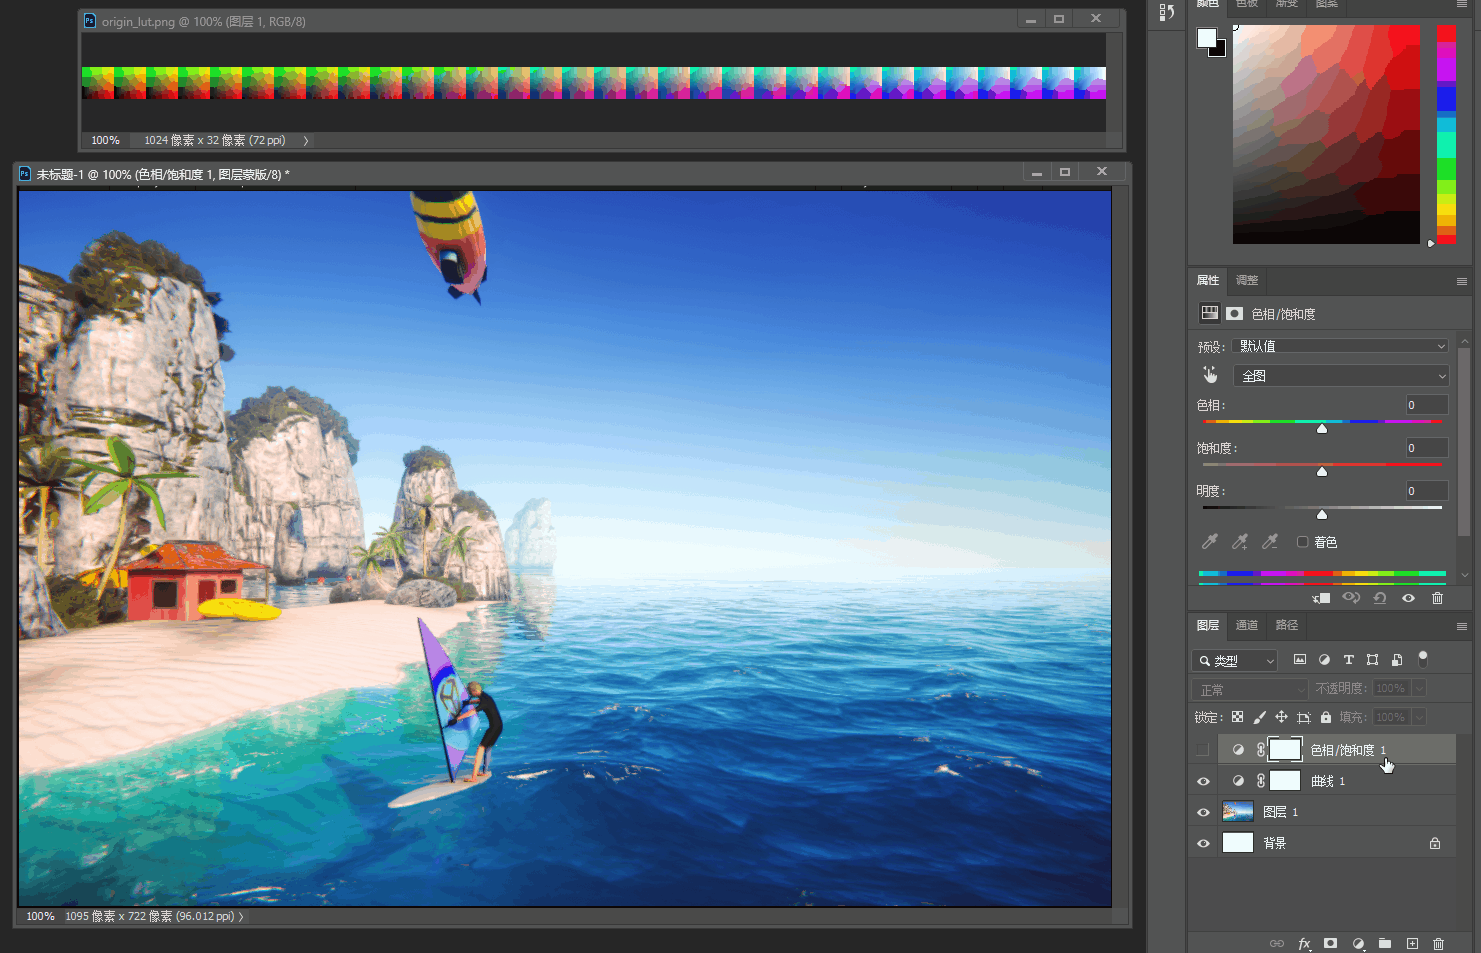 origin_lut.png @ 100% (图层 1, RGB/8)
100%
1024 像素 x 32 像素 (72 ppi)
未标题-1 @ 100% (色相/饱和度 1, 图层蒙版/8) *
100%
1095 像素 x 722 像素 (96.012 ppi)
颜色 色板 渐变 图案
属性 调整
色相/饱和度
预设: 默认值
全图
色相: 0
饱和度: 0
明度: 0
着色
图层 通道 路径
类型
正常 不透明度: 100%
锁定: 填充: 100%
色相/饱和度 1
曲线 1
图层 1
背景
fx